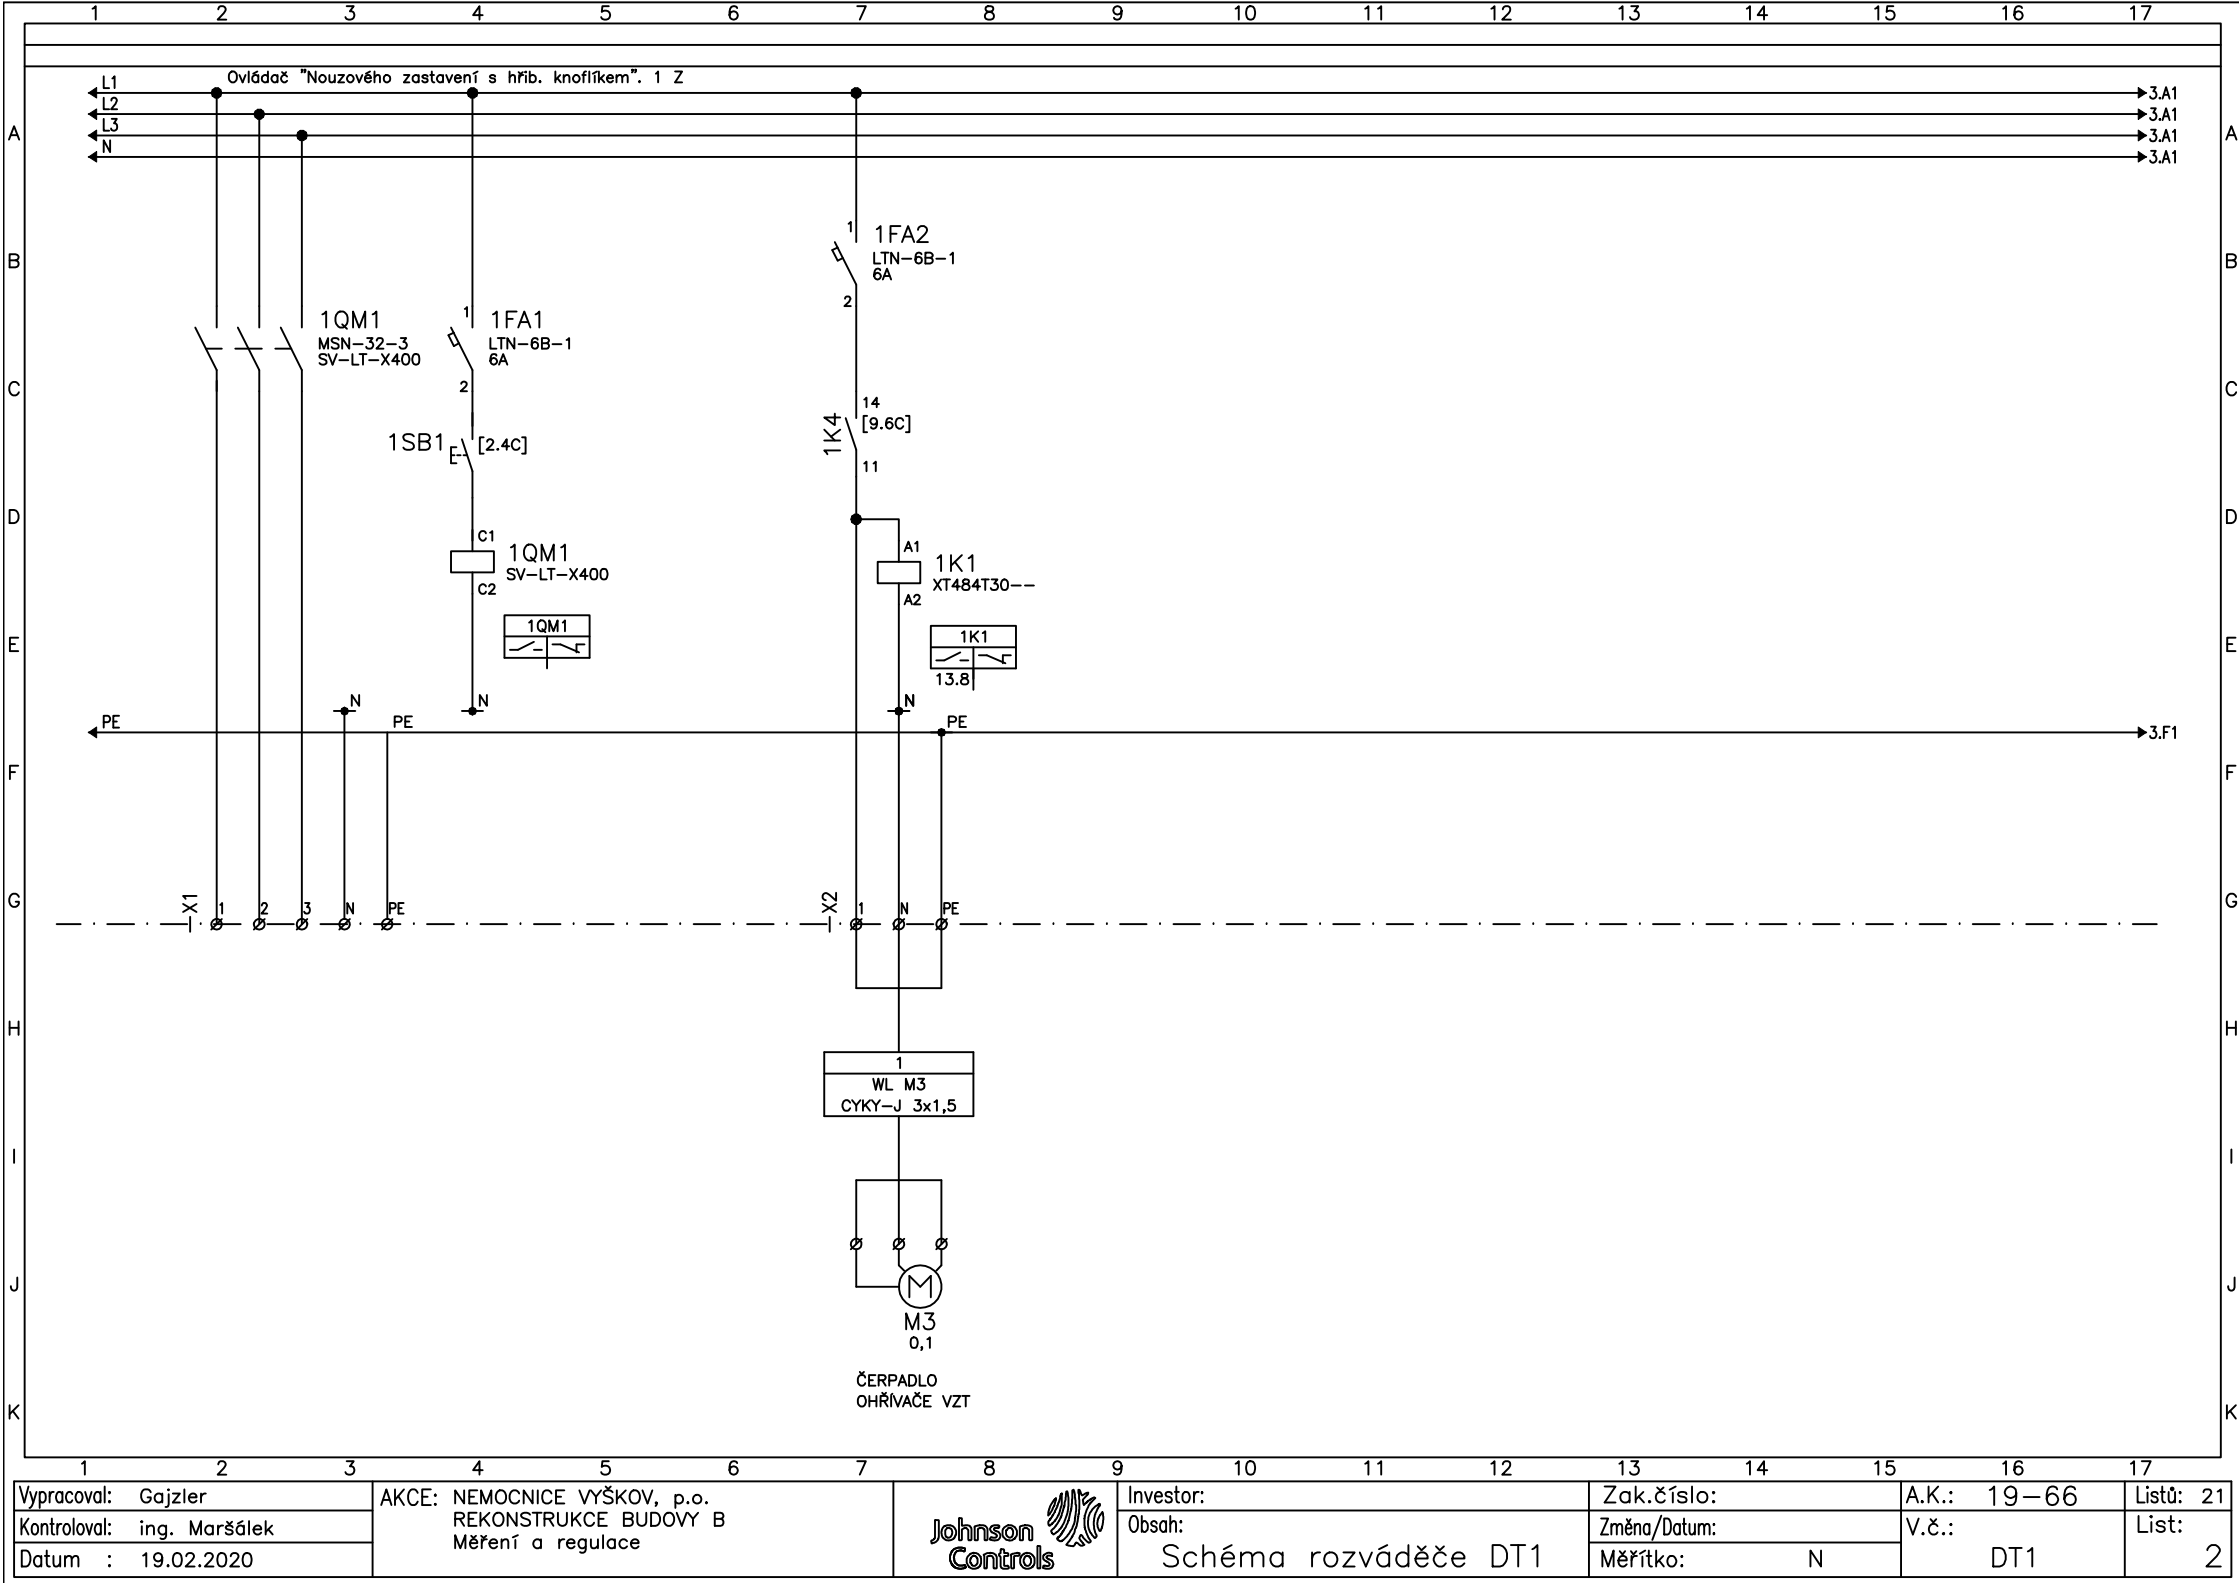 1 2 3 4 5 6 7 8 9 10 11 12 13 14 15 16 17
Ovládač "Nouzového zastavení s hřib. knoflíkem". 1 Z
L1 3.A1
L2 3.A1
L3 3.A1
N 3.A1
A A
B B
C C
D D
E E
F F
G G
H H
I I
J J
K K
1QM1
MSN-32-3
SV-LT-X400
1
1FA1
LTN-6B-1
6A
2
1SB1 [2.4C]
C1
1QM1
SV-LT-X400
C2
1QM1
N
N
1
1FA2
LTN-6B-1
6A
2
14
1K4 [9.6C]
11
A1
1K1
XT484T30--
A2
1K1
13.8
N
PE PE PE 3.F1
X1 1 2 3 N PE
X2 1 N PE
1
WL M3
CYKY-J 3x1,5
M
M3
0,1
ČERPADLO
OHŘÍVAČE VZT
1 2 3 4 5 6 7 8 9 10 11 12 13 14 15 16 17
Vypracoval: Gajzler
Kontroloval: ing. Maršálek
Datum : 19.02.2020
AKCE: NEMOCNICE VYŠKOV, p.o.
REKONSTRUKCE BUDOVY B
Měření a regulace
Johnson
Controls
Investor:
Obsah:
Schéma rozváděče DT1
Zak.číslo:
Změna/Datum:
Měřítko: N
A.K.: 19-66
V.č.:
DT1
Listů: 21
List:
2